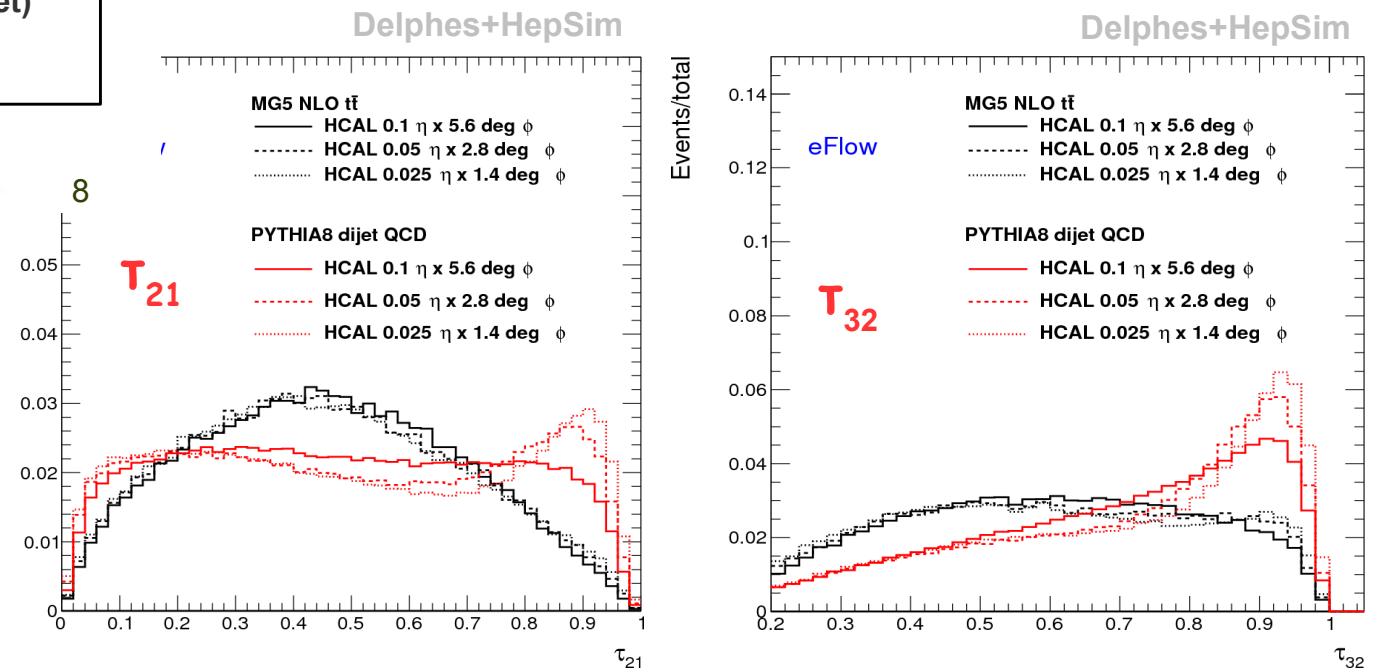 et)
Delphes+HepSim
MG5 NLO tt̄
HCAL 0.1 η x 5.6 deg ϕ
HCAL 0.05 η x 2.8 deg ϕ
HCAL 0.025 η x 1.4 deg ϕ
8
PYTHIA8 dijet QCD
HCAL 0.1 η x 5.6 deg ϕ
HCAL 0.05 η x 2.8 deg ϕ
HCAL 0.025 η x 1.4 deg ϕ
τ21
0.05
0.04
0.03
0.02
0.01
0
0 0.1 0.2 0.3 0.4 0.5 0.6 0.7 0.8 0.9 1
τ21
Delphes+HepSim
Events/total
MG5 NLO tt̄
HCAL 0.1 η x 5.6 deg ϕ
HCAL 0.05 η x 2.8 deg ϕ
HCAL 0.025 η x 1.4 deg ϕ
eFlow
PYTHIA8 dijet QCD
HCAL 0.1 η x 5.6 deg ϕ
HCAL 0.05 η x 2.8 deg ϕ
HCAL 0.025 η x 1.4 deg ϕ
τ32
0.14
0.12
0.1
0.08
0.06
0.04
0.02
0
0.2 0.3 0.4 0.5 0.6 0.7 0.8 0.9 1
τ32